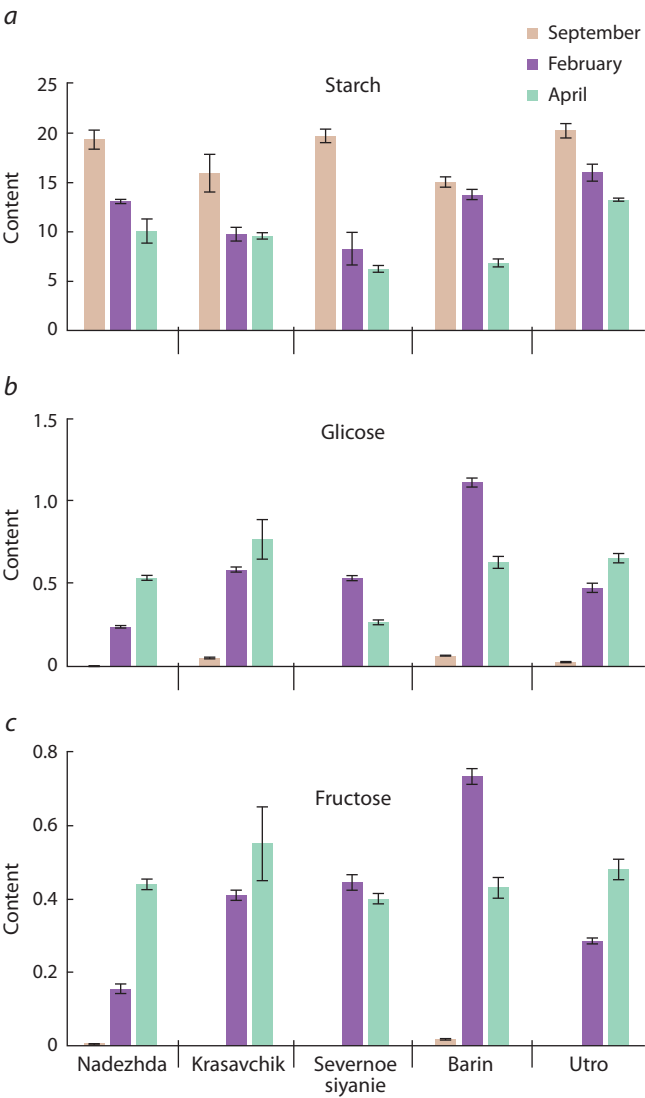 a
September
February
April
Starch
Content
25
20
15
10
5
0
b
Glicose
Content
1.5
1.0
0.5
0
c
Fructose
Content
0.8
0.6
0.4
0.2
0
Nadezhda
Krasavchik
Severnoe
siyanie
Barin
Utro